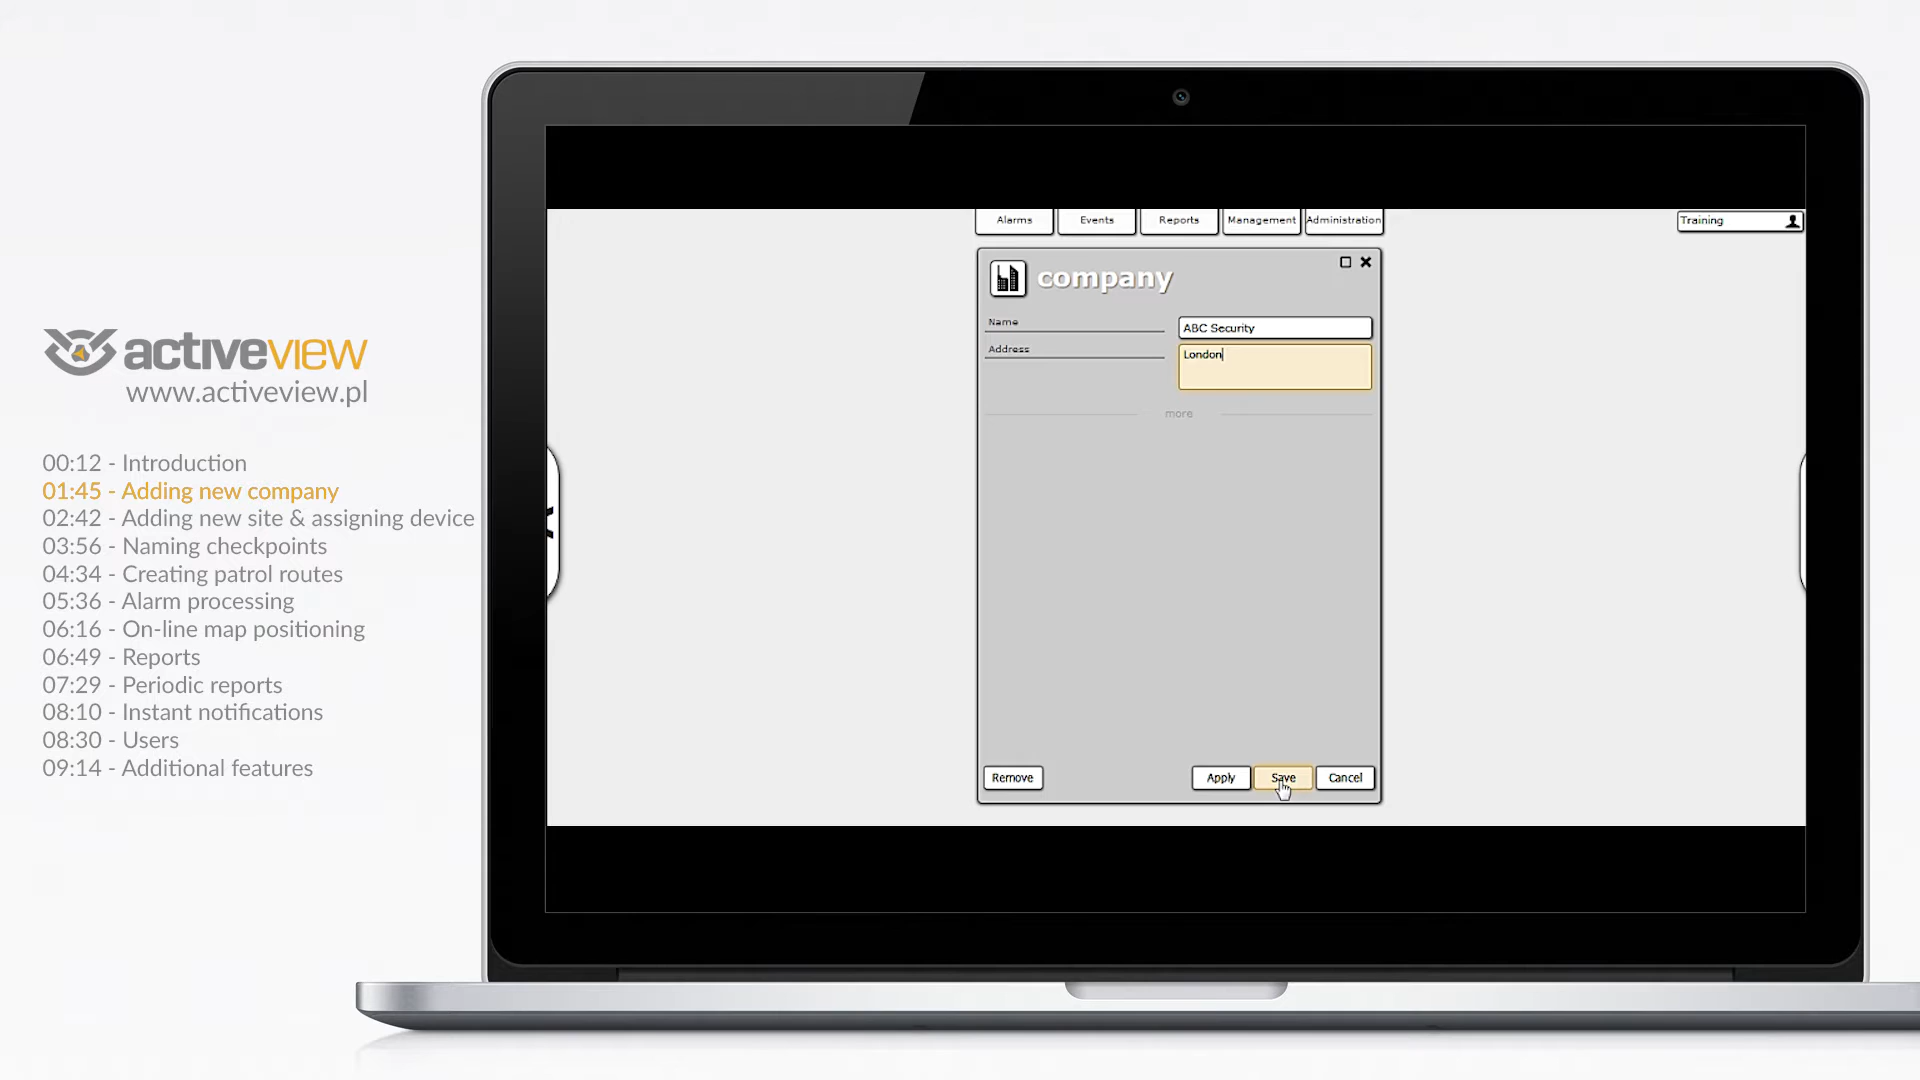 activeview
www.activeview.pl
00:12 - Introduction
01:45 - Adding new company
02:42 - Adding new site & assigning device
03:56 - Naming checkpoints
04:34 - Creating patrol routes
05:36 - Alarm processing
06:16 - On-line map positioning
06:49 - Reports
07:29 - Periodic reports
08:10 - Instant notifications
08:30 - Users
09:14 - Additional features
Alarms Events Reports Management Administration
Training
company
Name ABC Security
Address London
more
Remove Apply Save Cancel